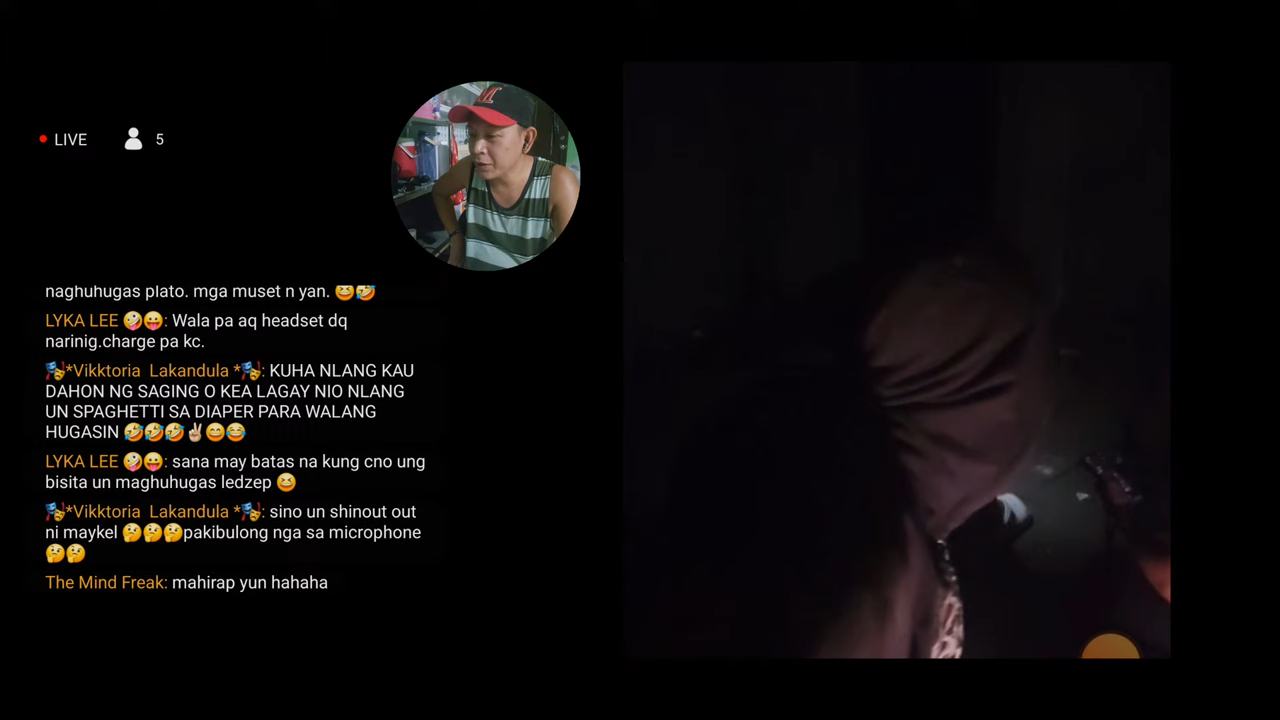 LIVE 5
naghuhugas plato. mga muset n yan. 😆🤣
LYKA LEE 🤪😛: Wala pa aq headset dq
narinig.charge pa kc.
🎭*Vikktoria Lakandula *🎭: KUHA NLANG KAU
DAHON NG SAGING O KEA LAGAY NIO NLANG
UN SPAGHETTI SA DIAPER PARA WALANG
HUGASIN 🤣🤣🤣✌🏼😄😂
LYKA LEE 🤪😛: sana may batas na kung cno ung
bisita un maghuhugas ledzep 😆
🎭*Vikktoria Lakandula *🎭: sino un shinout out
ni maykel 🤔🤔🤔pakibulong nga sa microphone
🤔🤔
The Mind Freak: mahirap yun hahaha